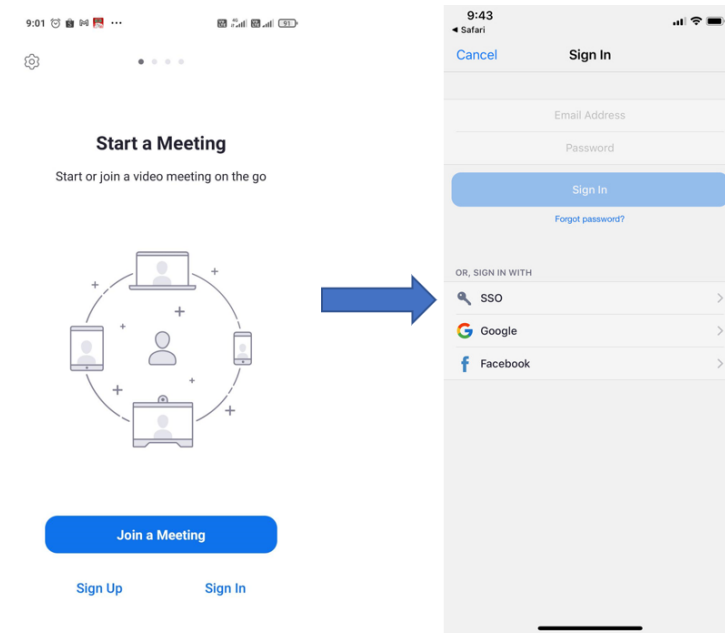 9:01
91
Start a Meeting
Start or join a video meeting on the go
Join a Meeting
Sign Up
Sign In
9:43
Safari
Cancel
Sign In
Email Address
Password
Sign In
Forgot password?
OR, SIGN IN WITH
SSO
Google
Facebook